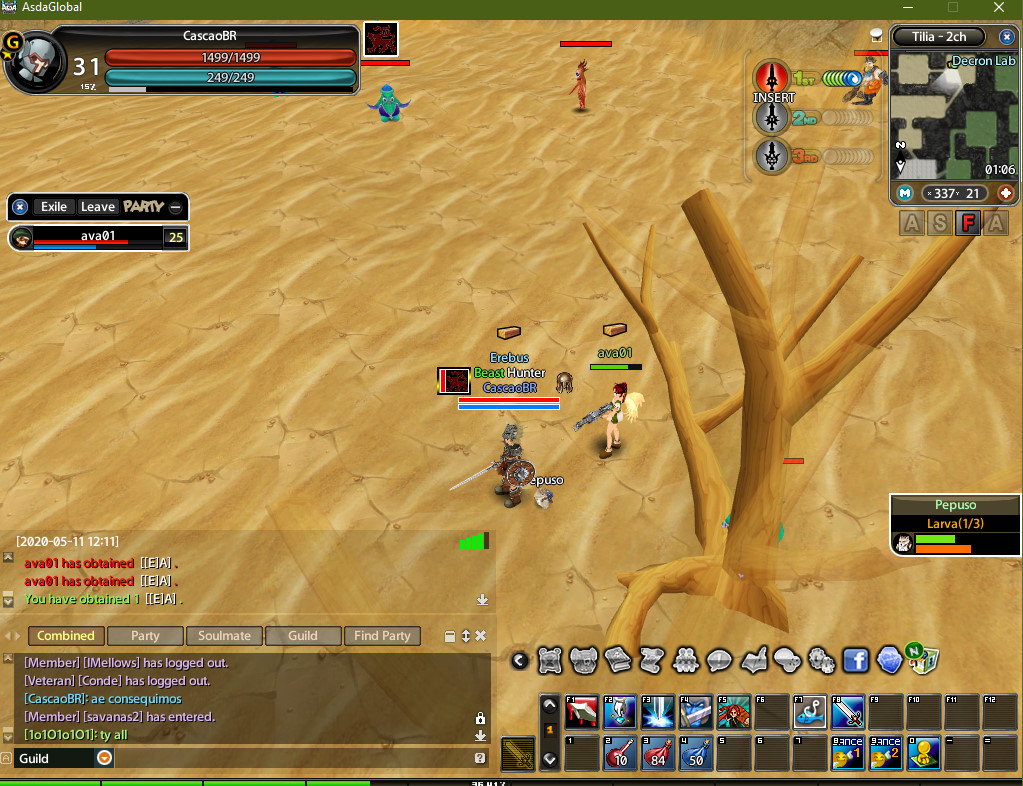 AsdaGlobal
G
CascaoBR
31
15%
1499/1499
249/249
1ST
INSERT
2ND
3RD
Tilia - 2ch
Decron Lab
N
01:06
M
x 337 Y 21
A S F A
Exile Leave PARTY
ava01 25
Erebus
Beast Hunter
CascaoBR
ava01
Pepuso
Larva(1/3)
[2020-05-11 12:11]
ava01 has obtained [[E]A] .
ava01 has obtained [[E]A] .
You have obtained 1 [[E]A] .
Combined Party Soulmate Guild Find Party
[Member] [IMellows] has logged out.
[Veteran] [Conde] has logged out.
[CascaoBR]: ae consequimos
[Member] [savanas2] has entered.
[1o1O1o1O1]: ty all
Guild
N
F1 F2 F3 F4 F5 F6 F7 F8 F9 F10 F11 F12
1
1 2 3 4 5 6 7 0 - =
10 84 50
1 2